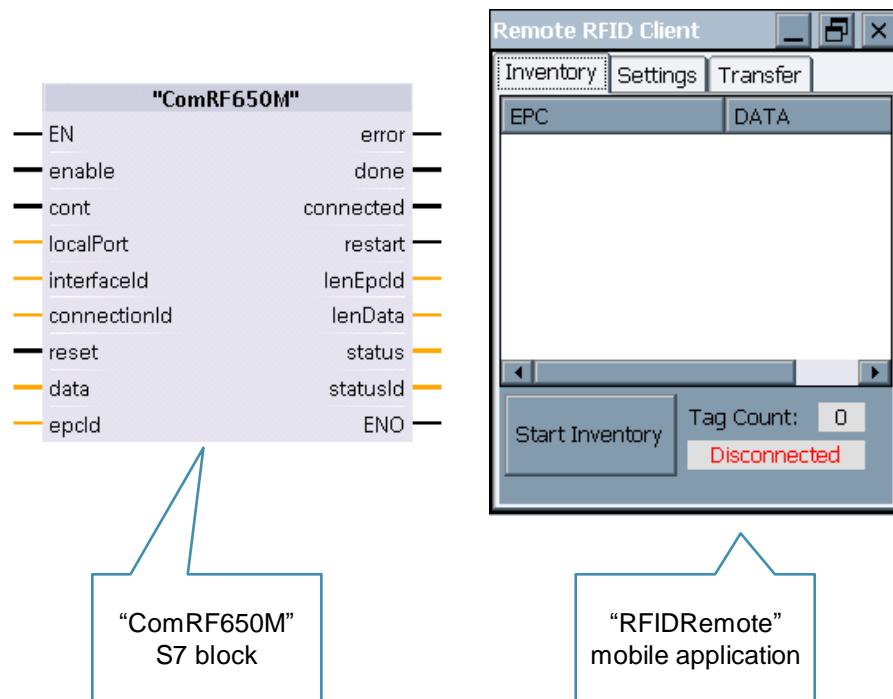 "ComRF650M"
EN error
enable done
cont connected
localPort restart
interfaceId lenEpcId
connectionId lenData
reset status
data statusId
epcId ENO
Remote RFID Client
Inventory Settings Transfer
EPC DATA
Start Inventory
Tag Count: 0
Disconnected
“ComRF650M”
S7 block
“RFIDRemote”
mobile application